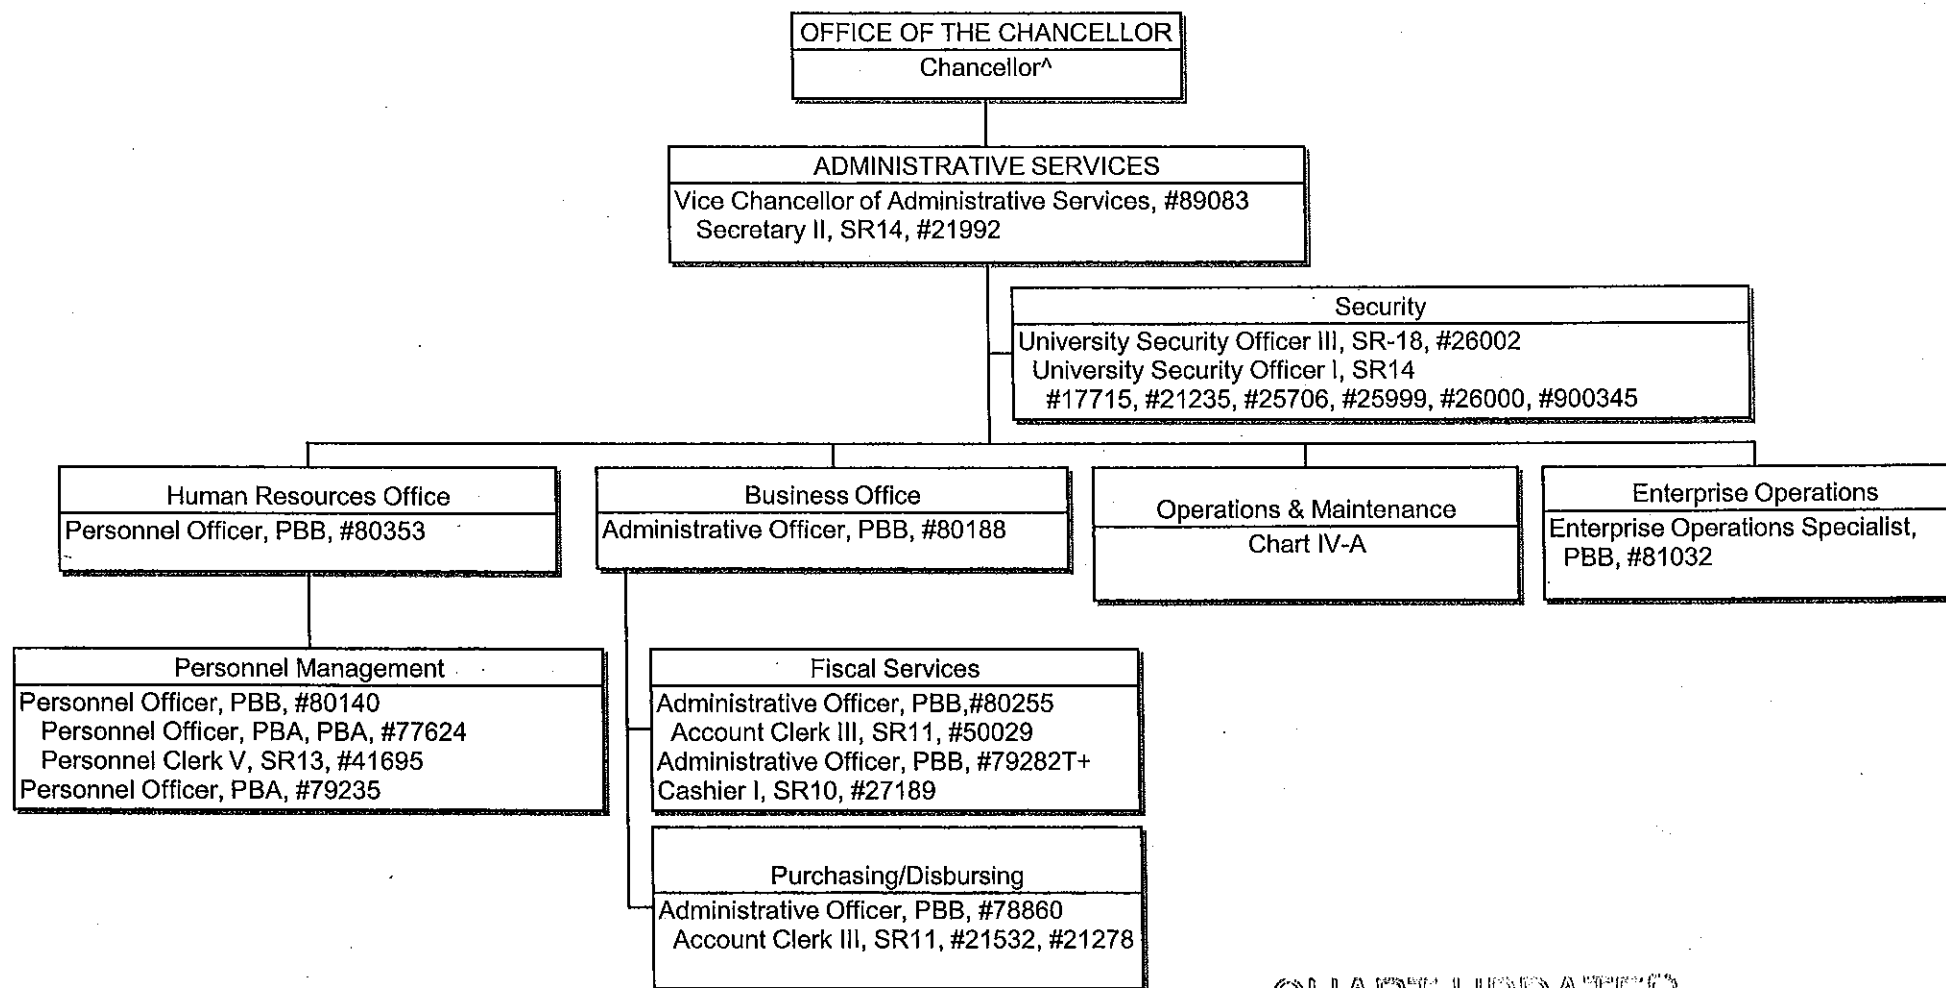 OFFICE OF THE CHANCELLOR
Chancellor^
ADMINISTRATIVE SERVICES
Vice Chancellor of Administrative Services, #89083
Secretary II, SR14, #21992
Security
University Security Officer III, SR-18, #26002
University Security Officer I, SR14
#17715, #21235, #25706, #25999, #26000, #900345
Human Resources Office
Personnel Officer, PBB, #80353
Business Office
Administrative Officer, PBB, #80188
Operations & Maintenance
Chart IV-A
Enterprise Operations
Enterprise Operations Specialist,
PBB, #81032
Personnel Management
Personnel Officer, PBB, #80140
Personnel Officer, PBA, PBA, #77624
Personnel Clerk V, SR13, #41695
Personnel Officer, PBA, #79235
Fiscal Services
Administrative Officer, PBB,#80255
Account Clerk III, SR11, #50029
Administrative Officer, PBB, #79282T+
Cashier I, SR10, #27189
Purchasing/Disbursing
Administrative Officer, PBB, #78860
Account Clerk III, SR11, #21532, #21278
CHART UPDATED